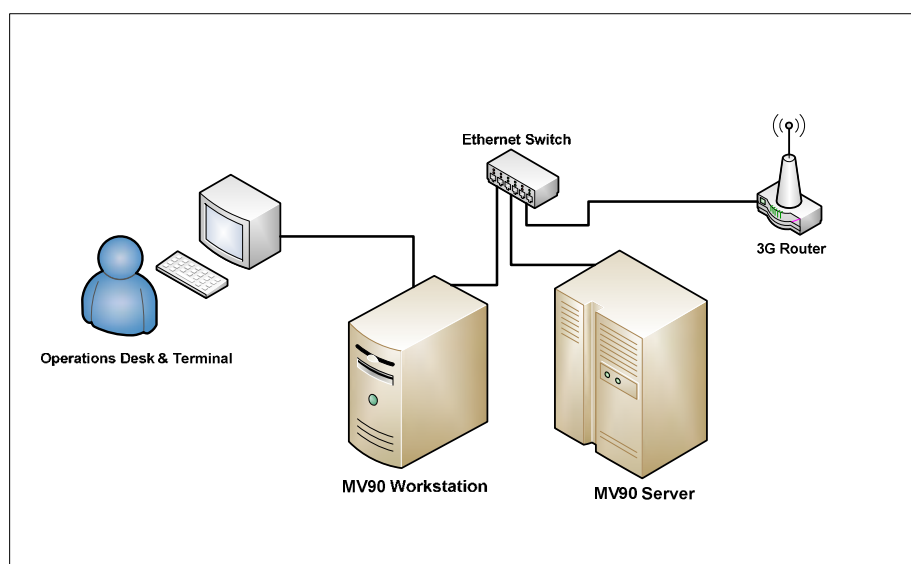 Ethernet Switch
3G Router
Operations Desk & Terminal
MV90 Workstation
MV90 Server